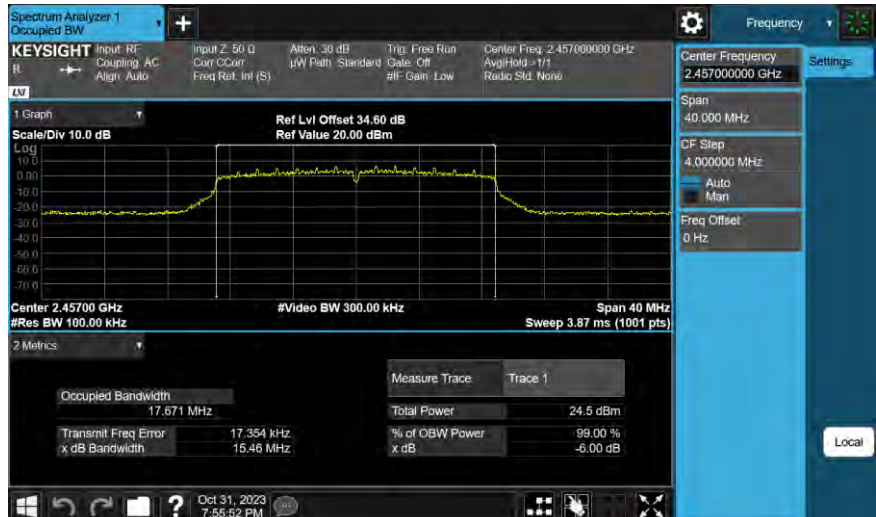 Spectrum Analyzer 1
Occupied BW
Frequency
KEYSIGHT Input: RF Input Z: 50 Ω Atten: 30 dB Trig: Free Run Center Freq: 2.457000000 GHz
R Coupling: AC Corr CCorr µW Path: Standard Gate: Off Avg|Hold:>1/1
Align: Auto Freq Ref: Int (S) #IF Gain: Low Radio Std: None
LXI
Center Frequency
2.457000000 GHz
Settings
Span
40.000 MHz
CF Step
4.000000 MHz
Auto
Man
Freq Offset
0 Hz
1 Graph
Ref Lvl Offset 34.60 dB
Scale/Div 10.0 dB Ref Value 20.00 dBm
Log
10.0
0.00
-10.0
-20.0
-30.0
-40.0
-50.0
-60.0
-70.0
Center 2.45700 GHz #Video BW 300.00 kHz Span 40 MHz
#Res BW 100.00 kHz Sweep 3.87 ms (1001 pts)
2 Metrics
Measure Trace Trace 1
Occupied Bandwidth
17.671 MHz Total Power 24.5 dBm
Transmit Freq Error 17.354 kHz % of OBW Power 99.00 %
x dB Bandwidth 15.46 MHz x dB -6.00 dB
Local
? Oct 31, 2023
7:55:52 PM